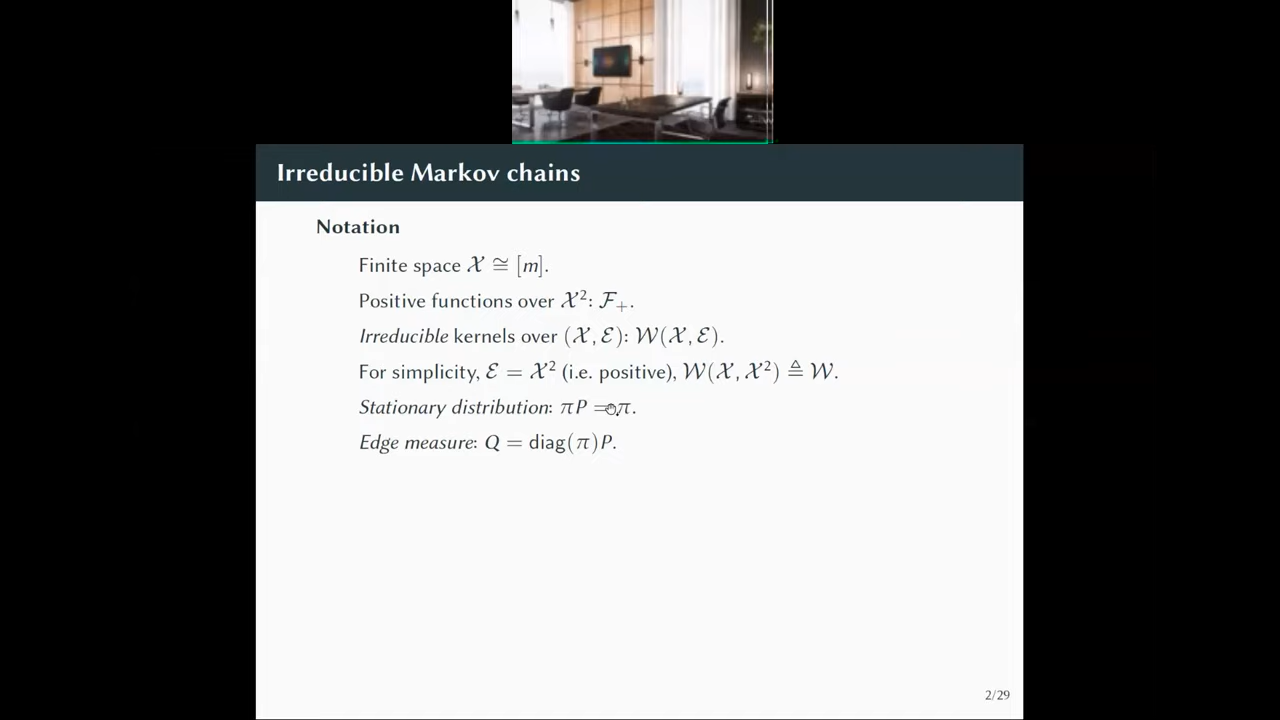 Irreducible Markov chains
Notation
Finite space 𝒳 ≅ [m].
Positive functions over 𝒳²: ℱ₊.
Irreducible kernels over (𝒳, ℰ): 𝒲(𝒳, ℰ).
For simplicity, ℰ = 𝒳² (i.e. positive), 𝒲(𝒳, 𝒳²) ≜ 𝒲.
Stationary distribution: πP = π.
Edge measure: Q = diag(π)P.
2/29